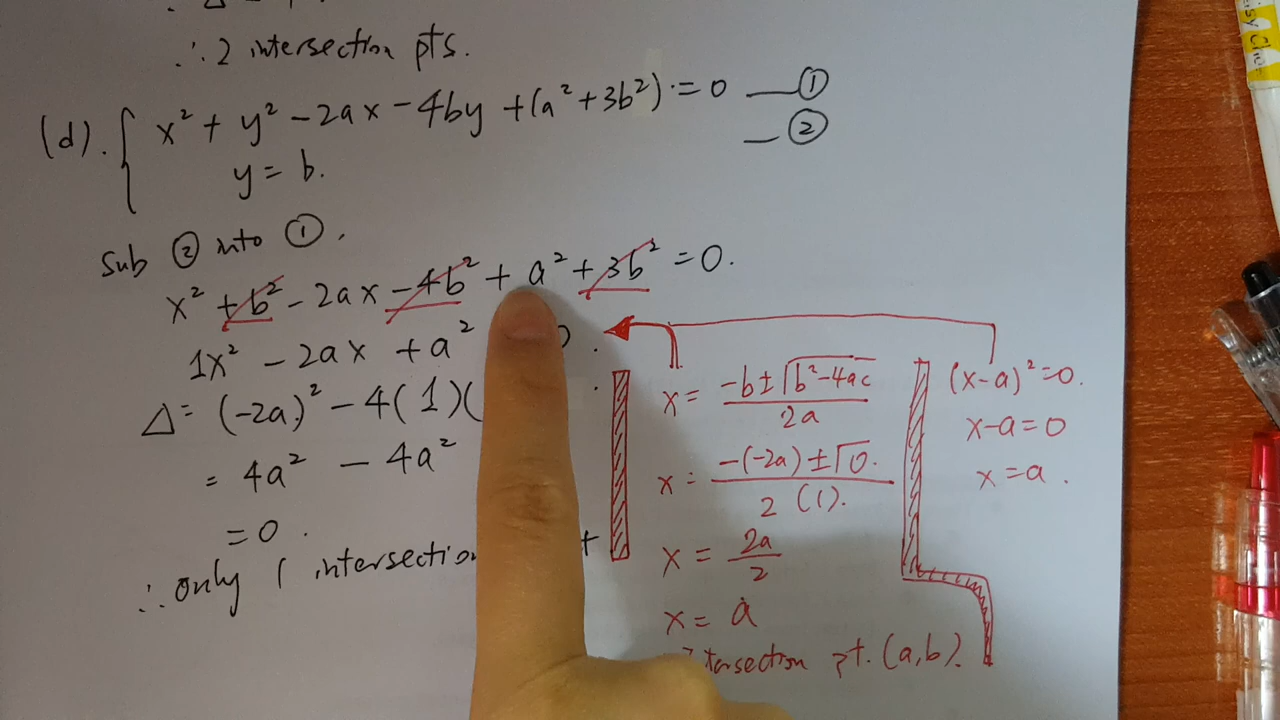 ∴ 2 intersection pts.
(d). { x² + y² - 2ax - 4by + (a² + 3b²) = 0 — ①
y = b. — ②
Sub ② into ①,
x² + b² - 2ax - 4b² + a² + 3b² = 0.
1x² - 2ax + a²
Δ = (-2a)² - 4(1)(
= 4a² - 4a²
= 0.
∴ only 1 intersection
x = (-b ± √(b² - 4ac))/2a
x = (-(-2a) ± √0.)/2(1).
x = 2a/2
x = a
intersection pt. (a,b).
(x-a)² = 0.
x-a = 0
x = a.